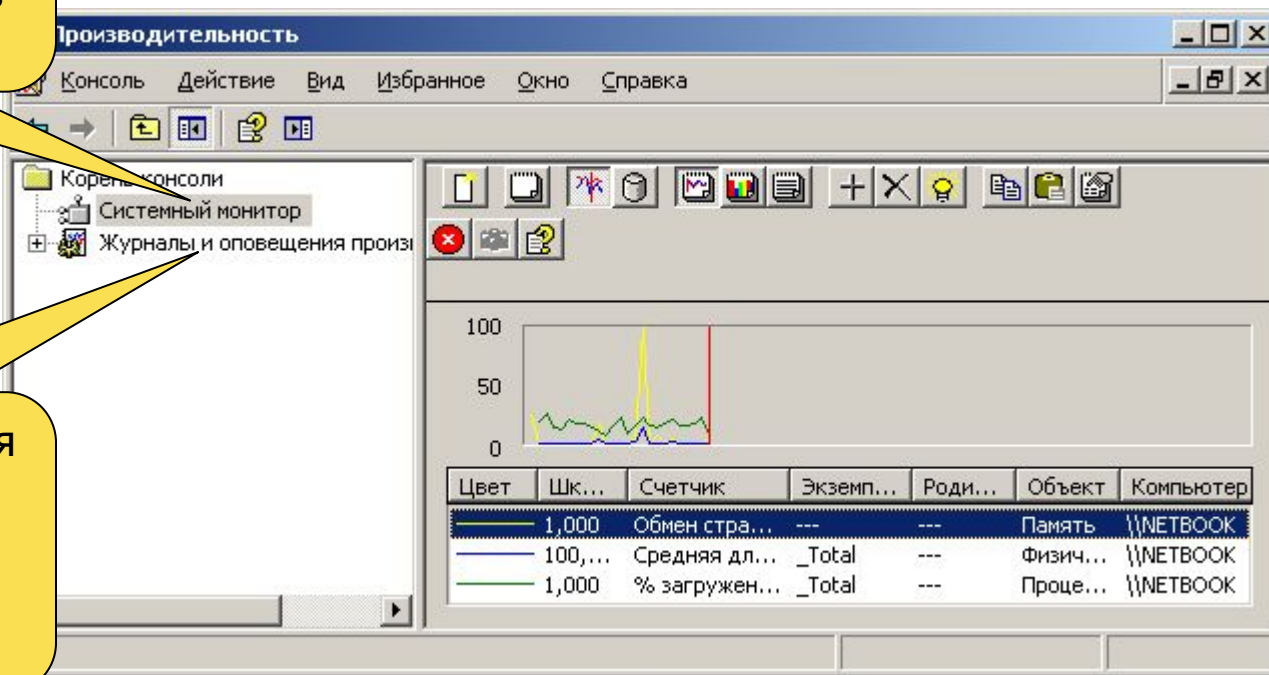 Производительность
Консоль Действие Вид Избранное Окно Справка
Корень консоли
Системный монитор
Журналы и оповещения произ
я
100
50
0
Цвет Шк... Счетчик Экземп... Роди... Объект Компьютер
1,000 Обмен стра... --- --- Память \\NETBOOK
100,... Средняя дл... _Total --- Физич... \\NETBOOK
1,000 % загружен... _Total --- Проце... \\NETBOOK